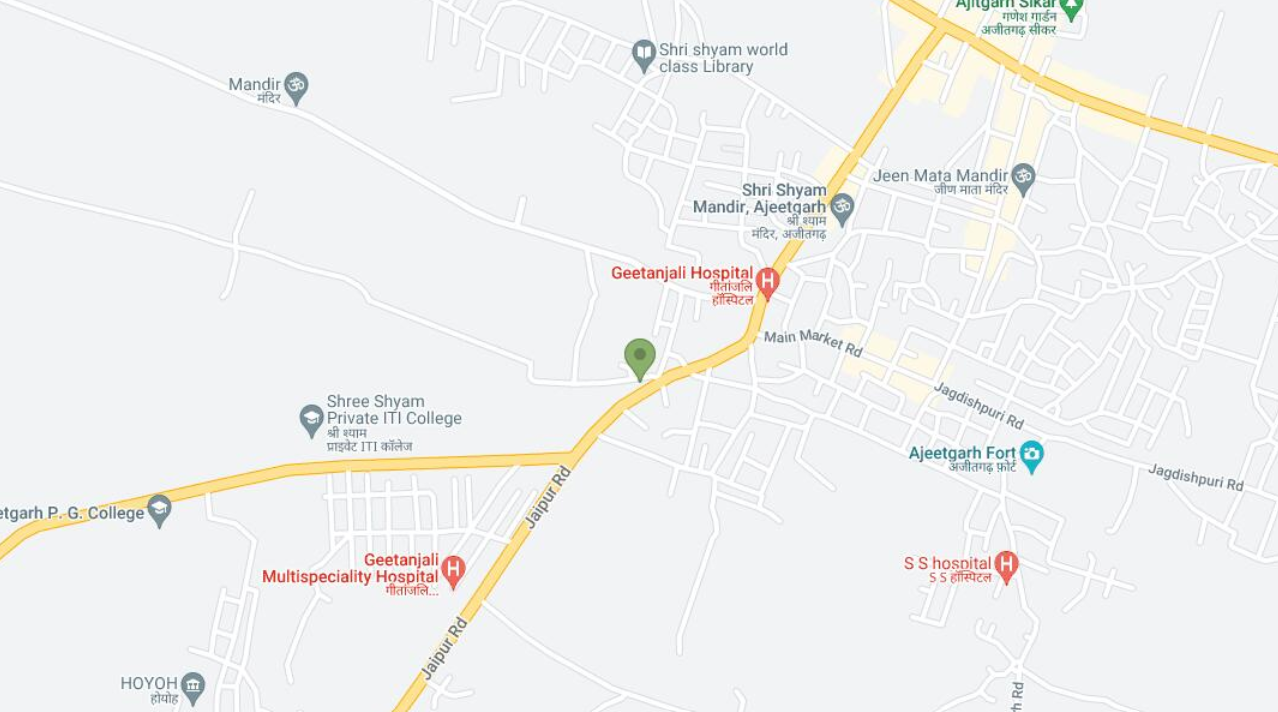 Ajitgarh Sikar
गणेश गार्डन
अजीतगढ़ सीकर
Shri shyam world
class Library
Mandir
मंदिर
Jeen Mata Mandir
जीण माता मंदिर
Shri Shyam
Mandir, Ajeetgarh
श्री श्याम
मंदिर, अजीतगढ़
Geetanjali Hospital
गीतांजलि
हॉस्पिटल
Main Market Rd
Jagdishpuri Rd
Shree Shyam
Private ITI College
श्री श्याम
प्राइवेट ITI कॉलेज
Ajeetgarh Fort
अजीतगढ़ फ़ोर्ट
Jagdishpuri Rd
Jaipur Rd
etgarh P. G. College
Geetanjali
Multispeciality Hospital
गीतांजलि...
S S hospital
S S हॉस्पिटल
Jaipur Rd
HOYOH
होयोह
h Rd